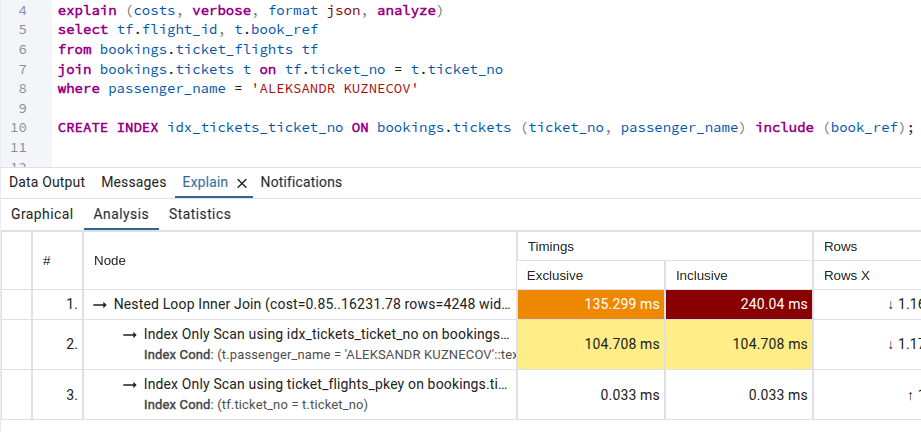 4 explain (costs, verbose, format json, analyze)
5 select tf.flight_id, t.book_ref
6 from bookings.ticket_flights tf
7 join bookings.tickets t on tf.ticket_no = t.ticket_no
8 where passenger_name = 'ALEKSANDR KUZNECOV'
9
10 CREATE INDEX idx_tickets_ticket_no ON bookings.tickets (ticket_no, passenger_name) include (book_ref);
11
Data Output Messages Explain × Notifications
Graphical Analysis Statistics
# Node Timings Rows
Exclusive Inclusive Rows X
1. → Nested Loop Inner Join (cost=0.85..16231.78 rows=4248 wid... 135.299 ms 240.04 ms ↓ 1.16
2. → Index Only Scan using idx_tickets_ticket_no on bookings... 104.708 ms 104.708 ms ↓ 1.17
Index Cond: (t.passenger_name = 'ALEKSANDR KUZNECOV'::tex
3. → Index Only Scan using ticket_flights_pkey on bookings.ti... 0.033 ms 0.033 ms ↑
Index Cond: (tf.ticket_no = t.ticket_no)